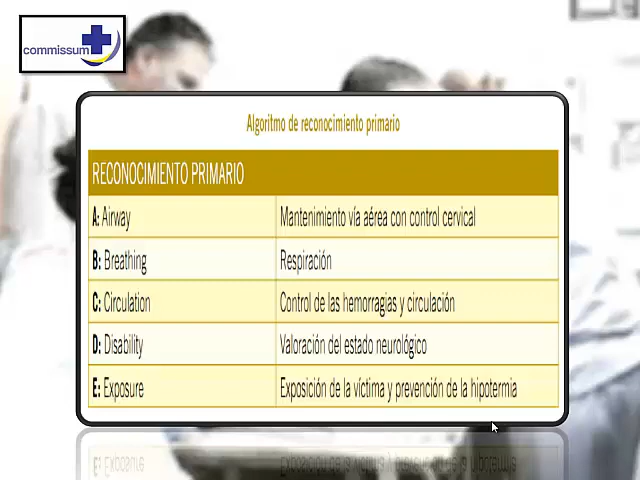 commissum
Algoritmo de reconocimiento primario
RECONOCIMIENTO PRIMARIO
A: Airway Mantenimiento vía aérea con control cervical
B: Breathing Respiración
C: Circulation Control de las hemorragias y circulación
D: Disability Valoración del estado neurológico
E: Exposure Exposición de la víctima y prevención de la hipotermia